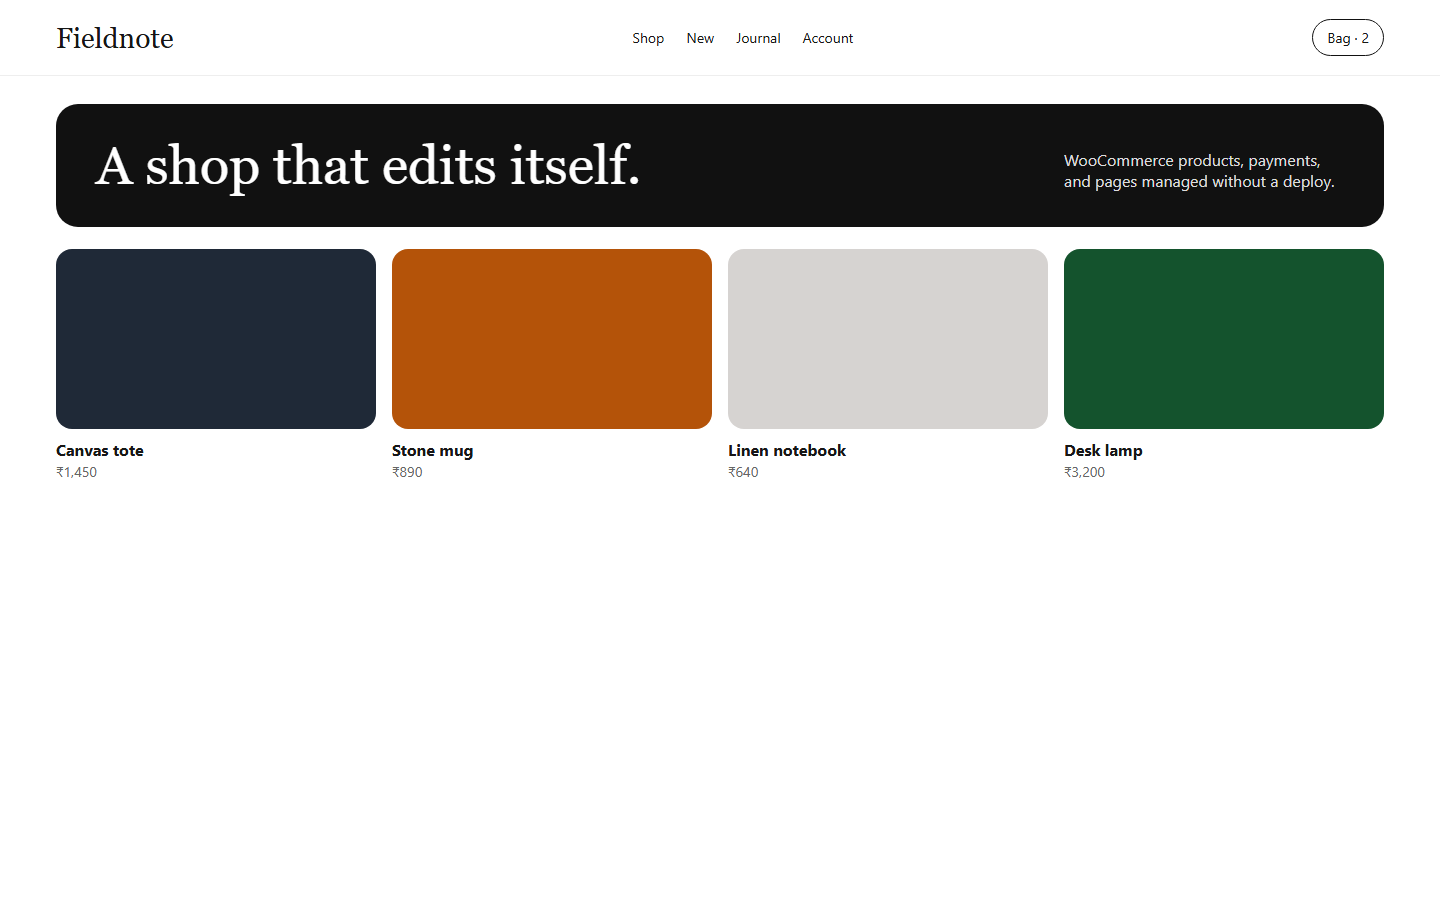 Fieldnote
Shop
New
Journal
Account
Bag · 2
A shop that edits itself.
WooCommerce products, payments,
and pages managed without a deploy.
Canvas tote
₹1,450
Stone mug
₹890
Linen notebook
₹640
Desk lamp
₹3,200